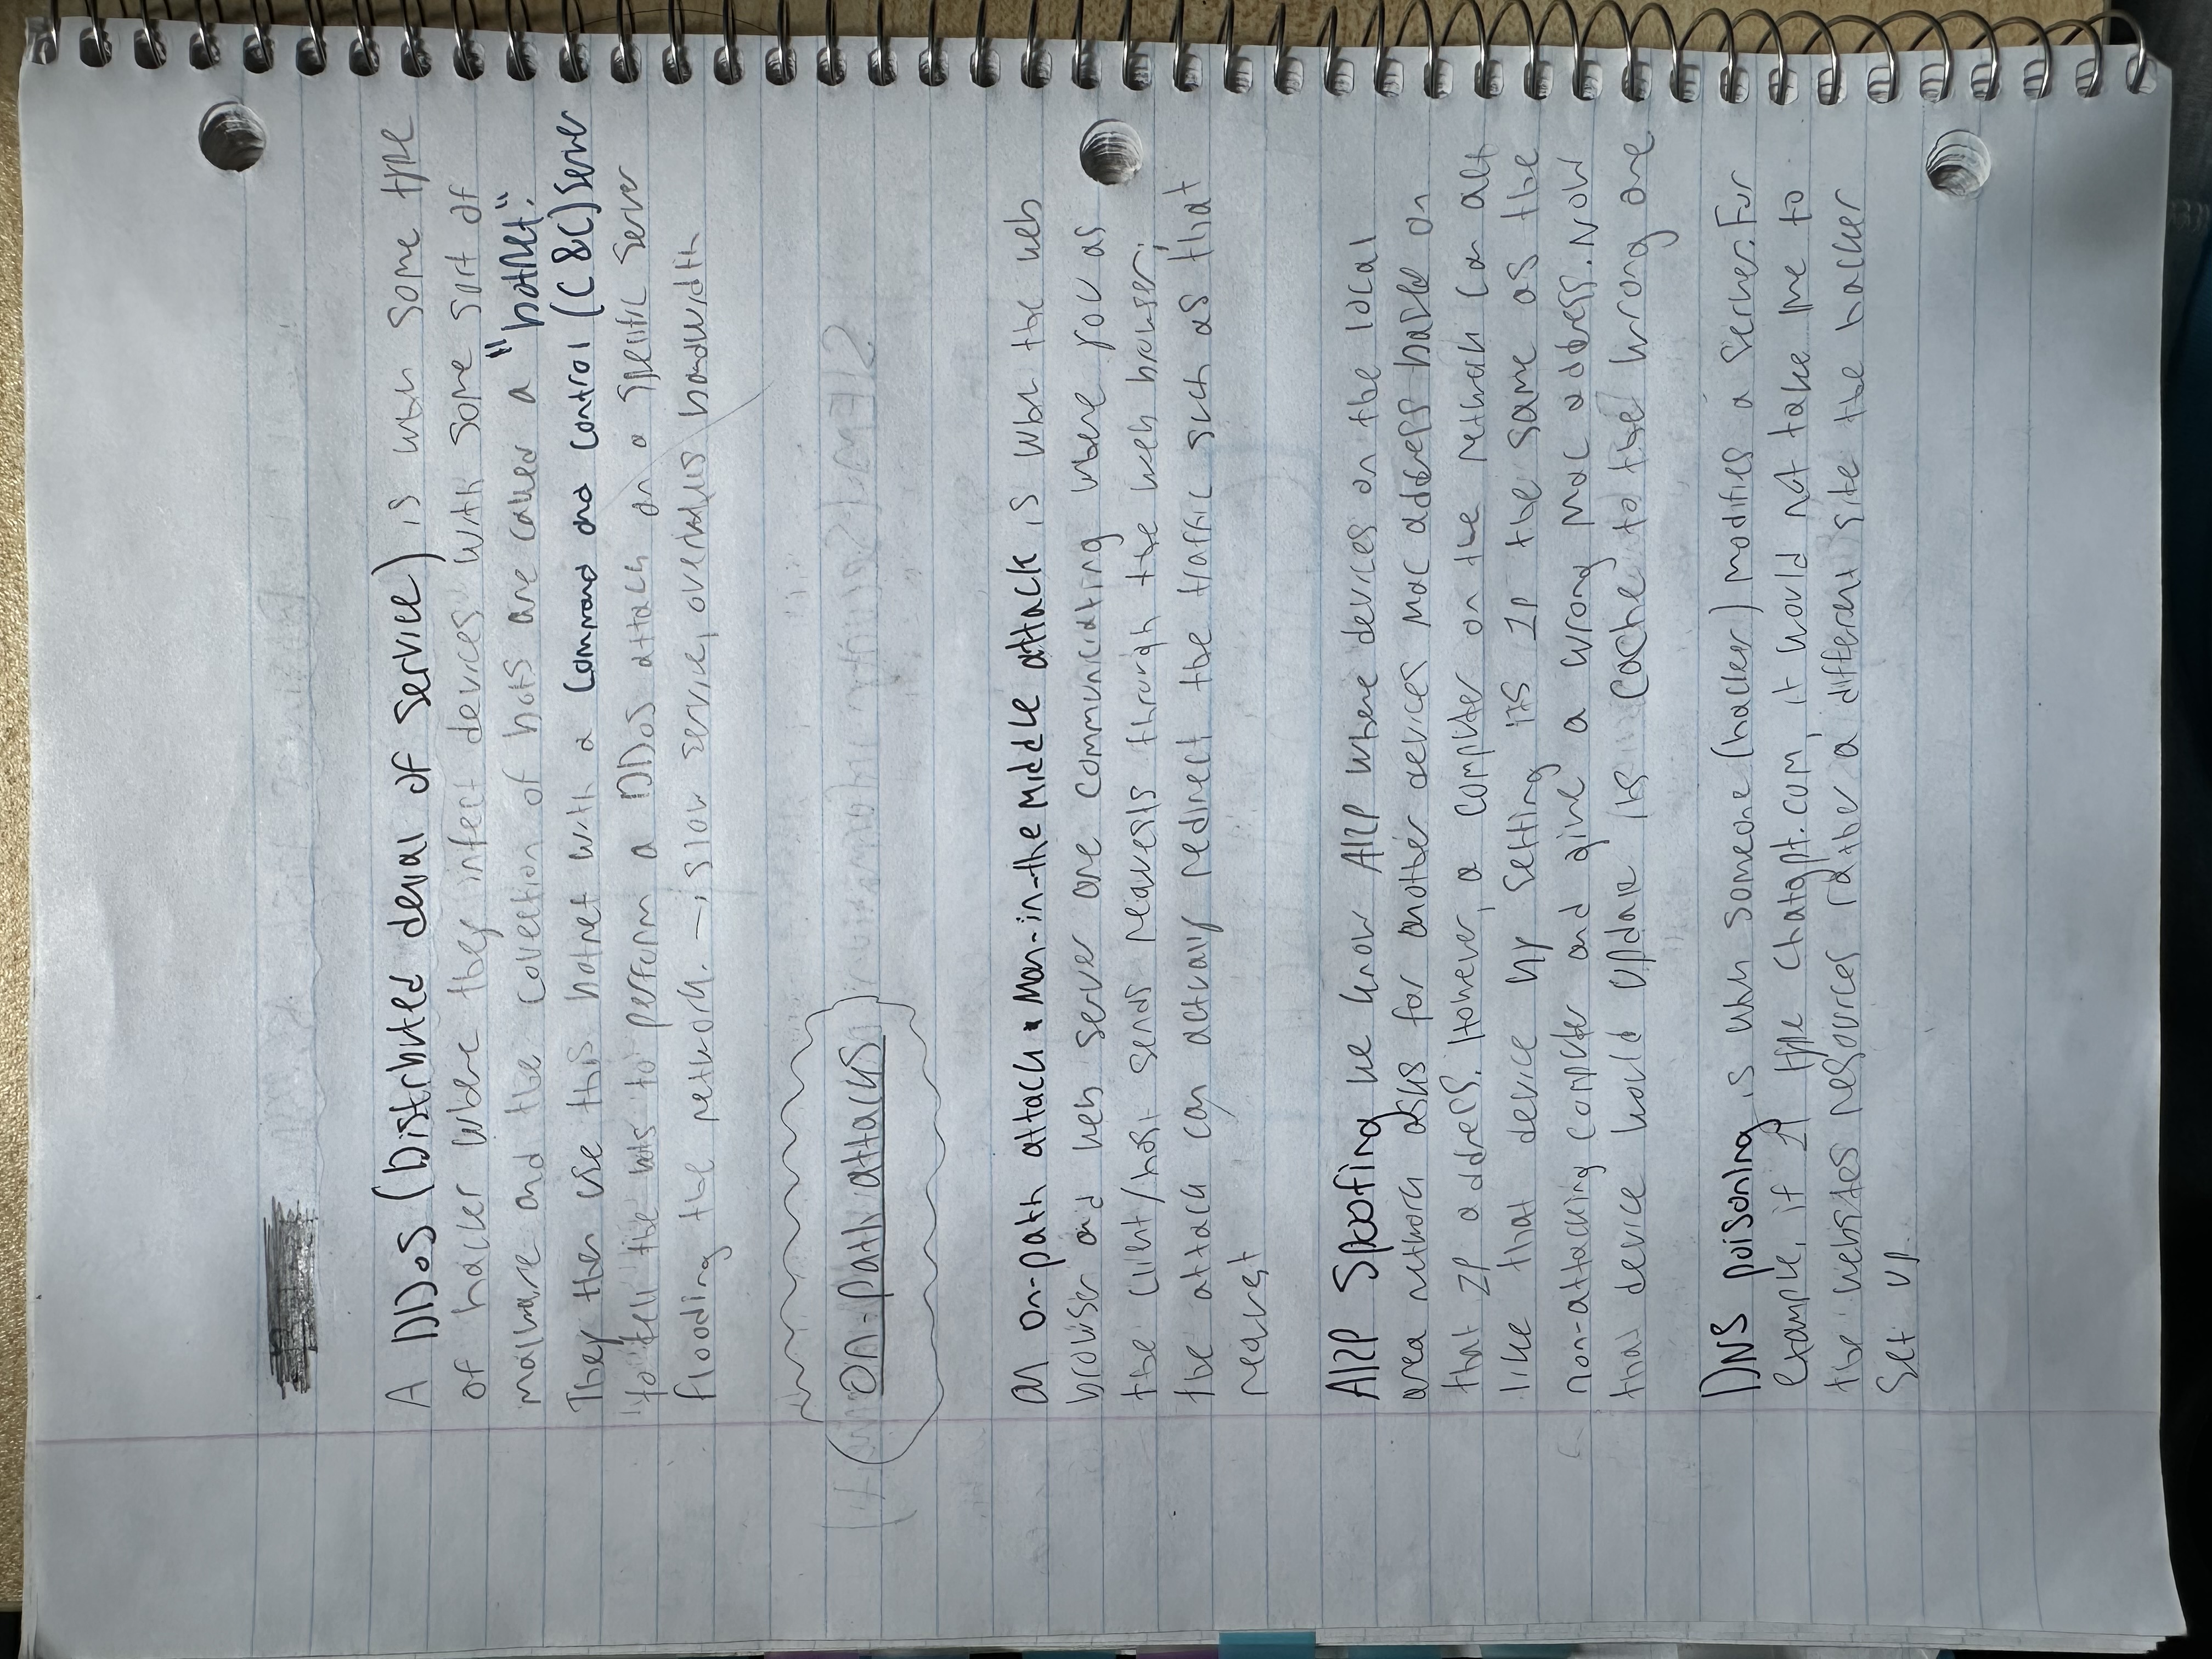 A DDoS (Distrbuted denial of service) is when some type
of hacker where they infect devices with some sort of
malware and the collection of bots are called a "botnet".
They then use this botnet with a Command and Control (C&C) Server
to tell the bots to perform a DDoS attack on a specific server
flooding the network. → slow service, bandwidth
On-path attacks
an on-path attack Man-in-the Middle attack is when the web
browser and web server are communicating where you as
the client/host sends requests through the web browser;
the attack can actually redirect the traffic such as that
request
ARP Spoofing we know ARP where devices on the local
area network asks for another devices Mac address based on
that IP address. However, a computer on the network can act
like that device by setting its IP the same as the
non-attacking computer and give a wrong Mac address. Now
that device would update its cache to the wrong one
DNS poisoning is when someone (hacker) modifies a server. For
example, if I type Chatgpt.com, it would not take me to
the websites resources rather a different site the hacker
set up.